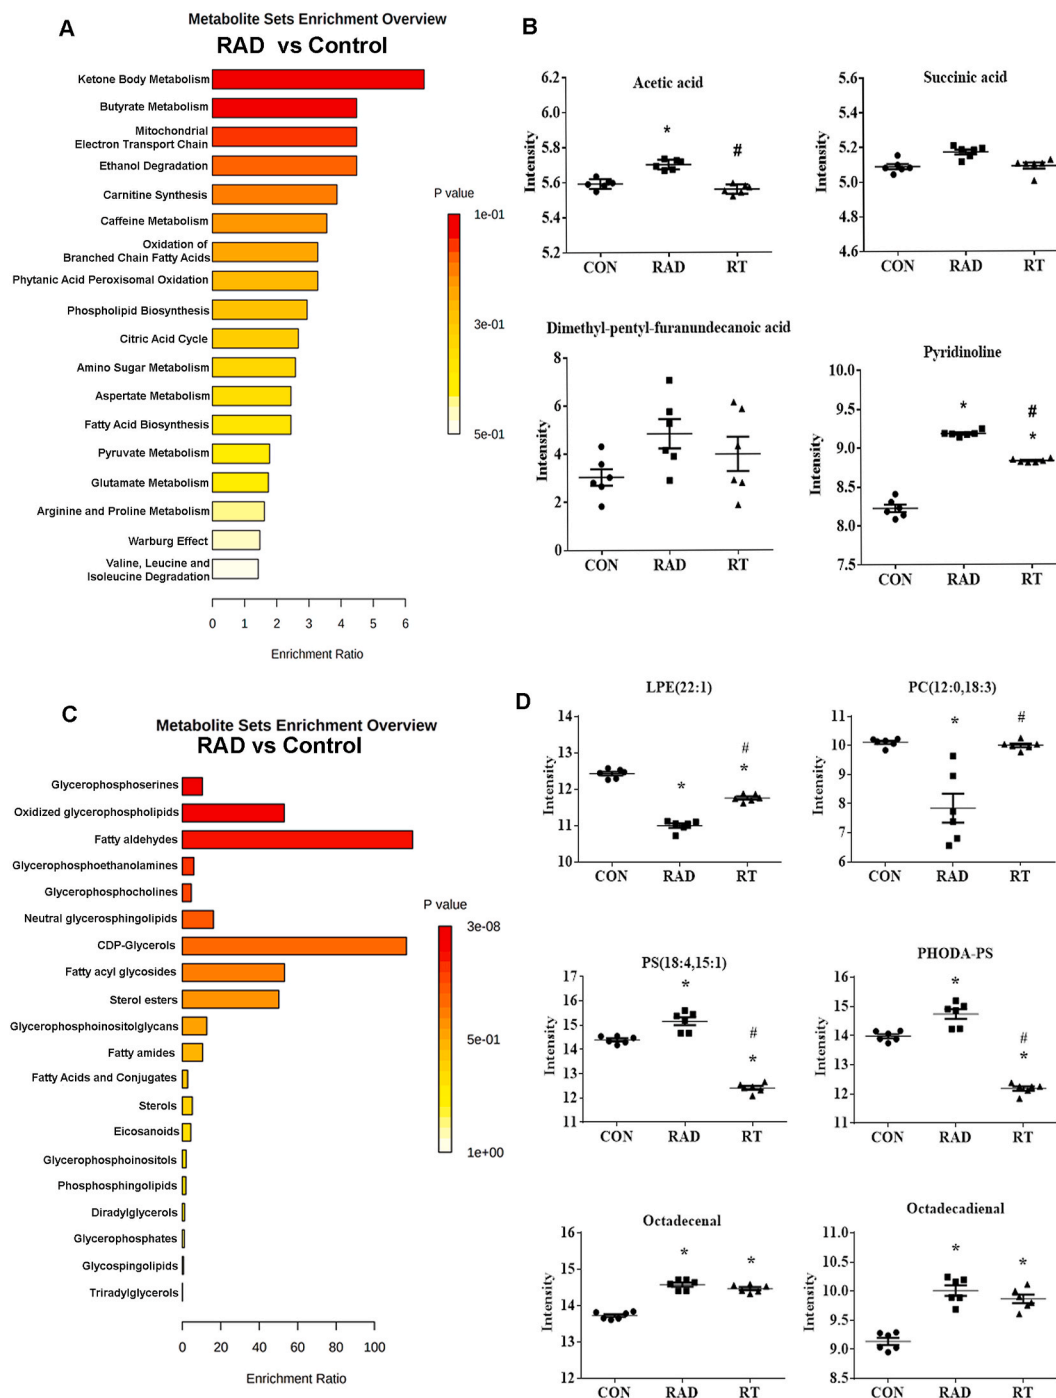 A
Metabolite Sets Enrichment Overview
RAD vs Control
Ketone Body Metabolism
Butyrate Metabolism
Mitochondrial
Electron Transport Chain
Ethanol Degradation
Carnitine Synthesis
Caffeine Metabolism
Oxidation of
Branched Chain Fatty Acids
Phytanic Acid Peroxisomal Oxidation
Phospholipid Biosynthesis
Citric Acid Cycle
Amino Sugar Metabolism
Aspertate Metabolism
Fatty Acid Biosynthesis
Pyruvate Metabolism
Glutamate Metabolism
Arginine and Proline Metabolism
Warburg Effect
Valine, Leucine and
Isoleucine Degradation
0 1 2 3 4 5 6
Enrichment Ratio
P value
1e-01
3e-01
5e-01
B
Acetic acid
Intensity
6.2
6.0
5.8
5.6
5.4
5.2
*
#
CON RAD RT
Succinic acid
Intensity
5.6
5.4
5.2
5.0
4.8
4.6
CON RAD RT
Dimethyl-pentyl-furanundecanoic acid
Intensity
8
6
4
2
0
CON RAD RT
Pyridinoline
Intensity
10.0
9.5
9.0
8.5
8.0
7.5
*
#
*
CON RAD RT
C
Metabolite Sets Enrichment Overview
RAD vs Control
Glycerophosphoserines
Oxidized glycerophospholipids
Fatty aldehydes
Glycerophosphoethanolamines
Glycerophosphocholines
Neutral glycerosphingolipids
CDP-Glycerols
Fatty acyl glycosides
Sterol esters
Glycerophosphoinositolglycans
Fatty amides
Fatty Acids and Conjugates
Sterols
Eicosanoids
Glycerophosphoinositols
Phosphosphingolipids
Diradylglycerols
Glycerophosphates
Glycospingolipids
Triradylglycerols
0 20 40 60 80 100
Enrichment Ratio
P value
3e-08
5e-01
1e+00
D
LPE(22:1)
Intensity
14
13
12
11
10
*
#
*
CON RAD RT
PC(12:0,18:3)
Intensity
11
10
9
8
7
6
*
#
CON RAD RT
PS(18:4,15:1)
Intensity
17
16
15
14
13
12
11
*
#
*
CON RAD RT
PHODA-PS
Intensity
16
15
14
13
12
11
*
#
*
CON RAD RT
Octadecenal
Intensity
16
15
14
13
12
*
*
CON RAD RT
Octadecadienal
Intensity
11.0
10.5
10.0
9.5
9.0
8.5
*
*
CON RAD RT